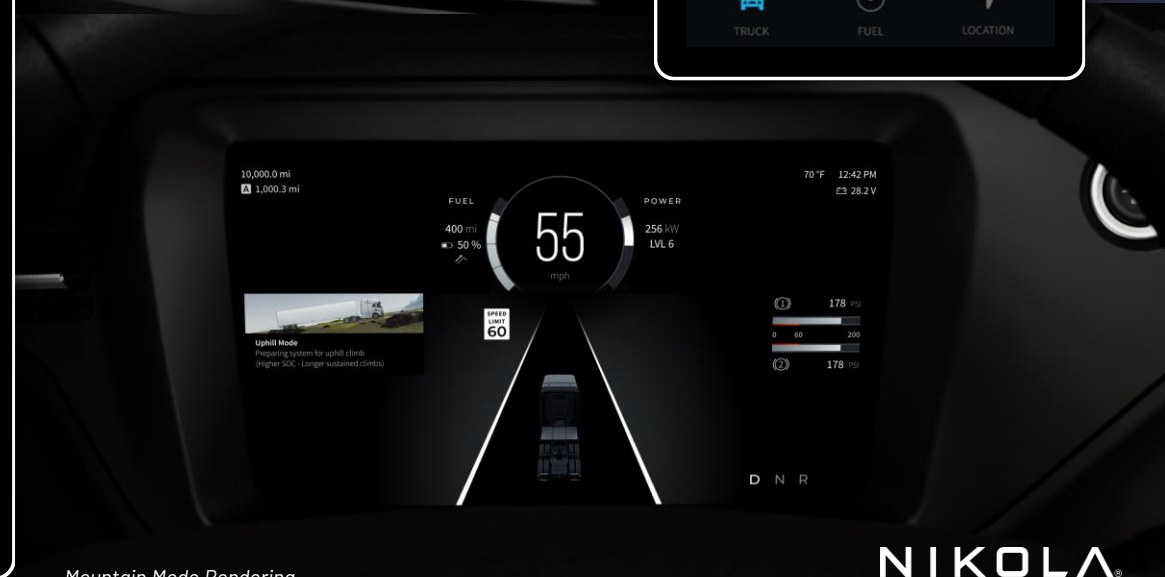 TRUCK FUEL LOCATION
10,000.0 mi
A 1,000.3 mi
70 °F 12:42 PM
28.2 V
FUEL
400 mi
50 %
55
mph
POWER
256 kW
LVL 6
SPEED
LIMIT
60
Uphill Mode
Preparing system for uphill climb
(Higher SOC - Longer sustained climbs)
1 178 PSI
0 60 200
2 178 PSI
D N R
Mountain Mode Rendering
NIKOLA®